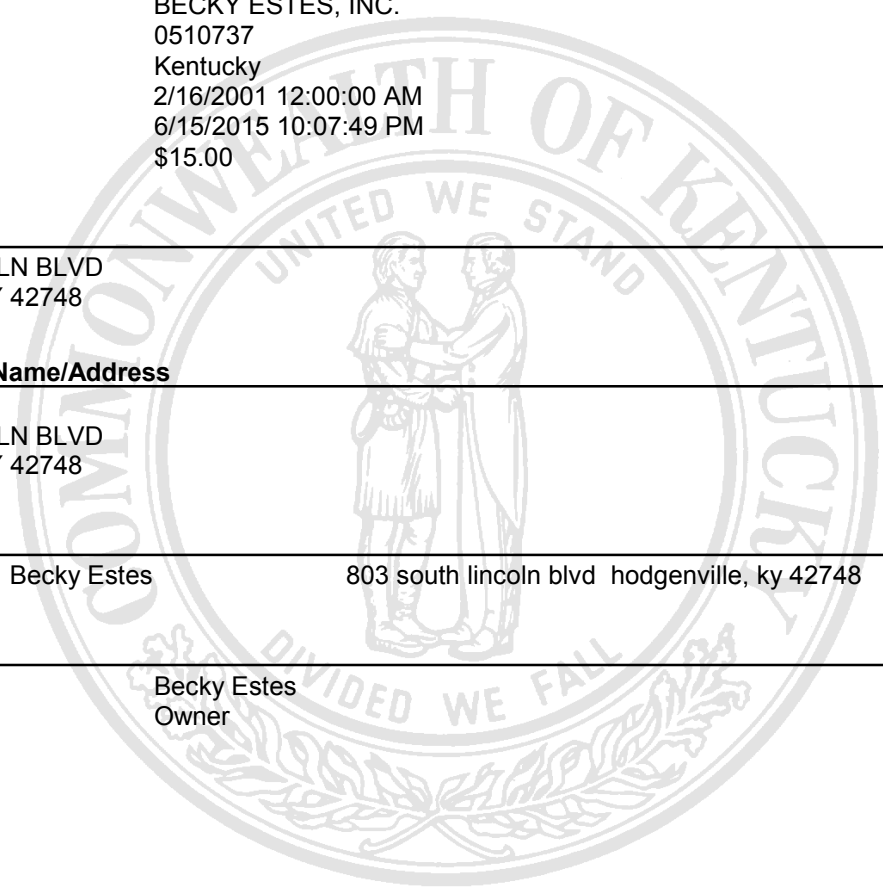 BECKY ESTES, INC.
0510737
Kentucky
2/16/2001 12:00:00 AM
6/15/2015 10:07:49 PM
$15.00
COMMONWEALTH OF KENTUCKY
UNITED WE STAND
LN BLVD
42748
Name/Address
LN BLVD
42748
Becky Estes 803 south lincoln blvd hodgenville, ky 42748
DIVIDED WE FALL
Becky Estes
Owner